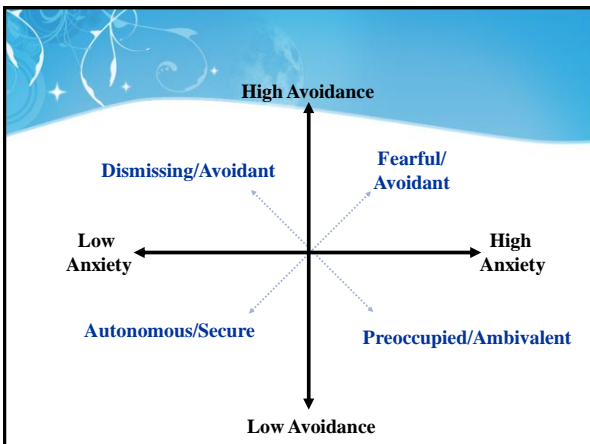 High Avoidance
Dismissing/Avoidant
Fearful/
Avoidant
Low
Anxiety
High
Anxiety
Autonomous/Secure
Preoccupied/Ambivalent
Low Avoidance